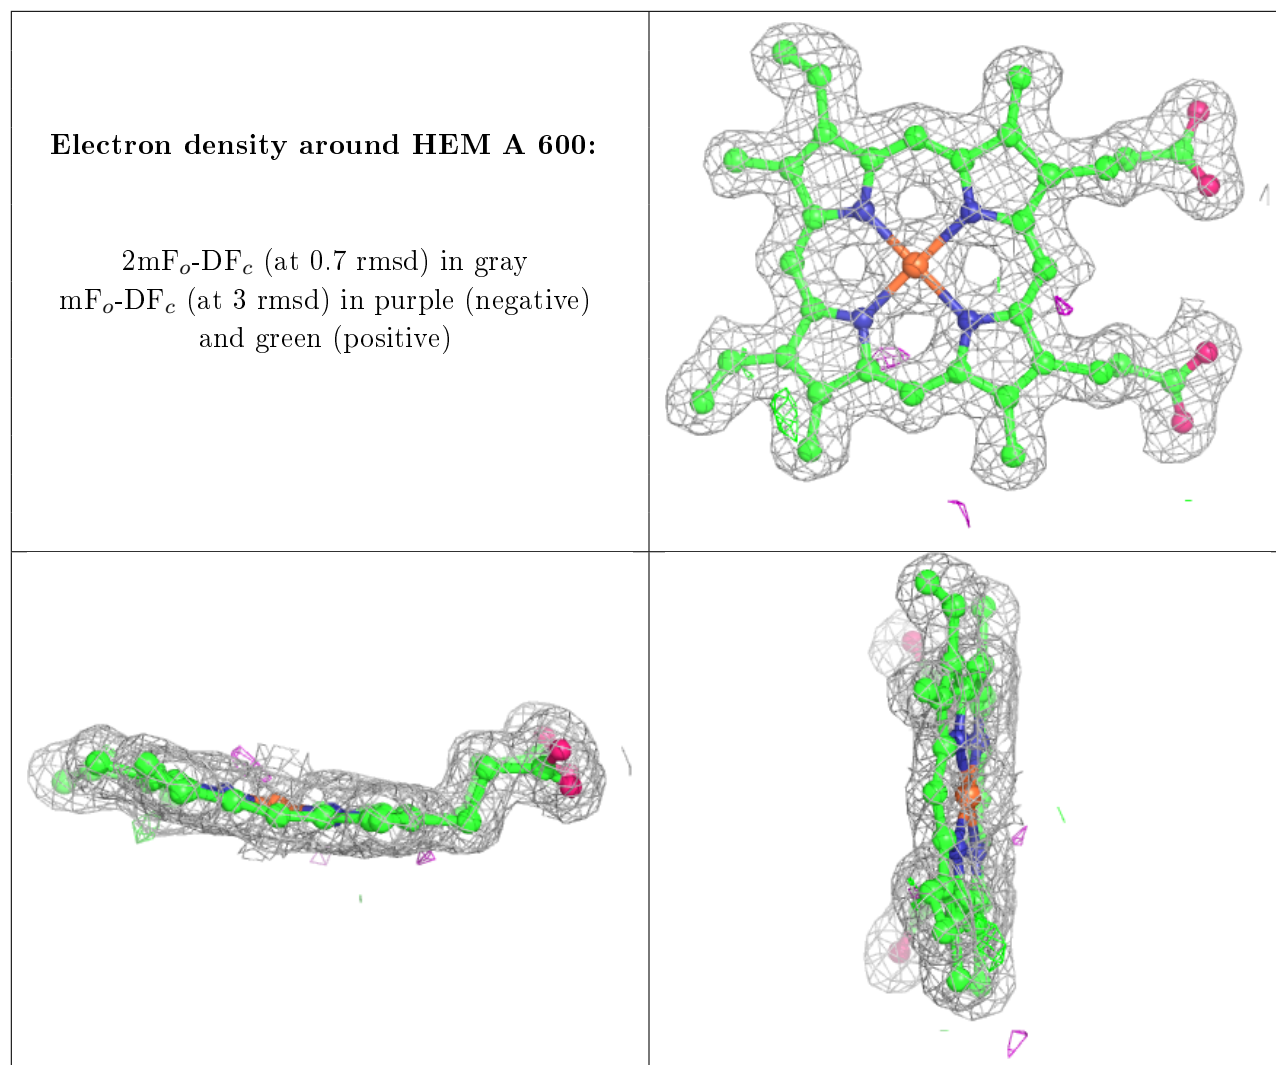 Electron density around HEM A 600:
2mFₒ-DF𝒸 (at 0.7 rmsd) in gray
mFₒ-DF𝒸 (at 3 rmsd) in purple (negative)
and green (positive)